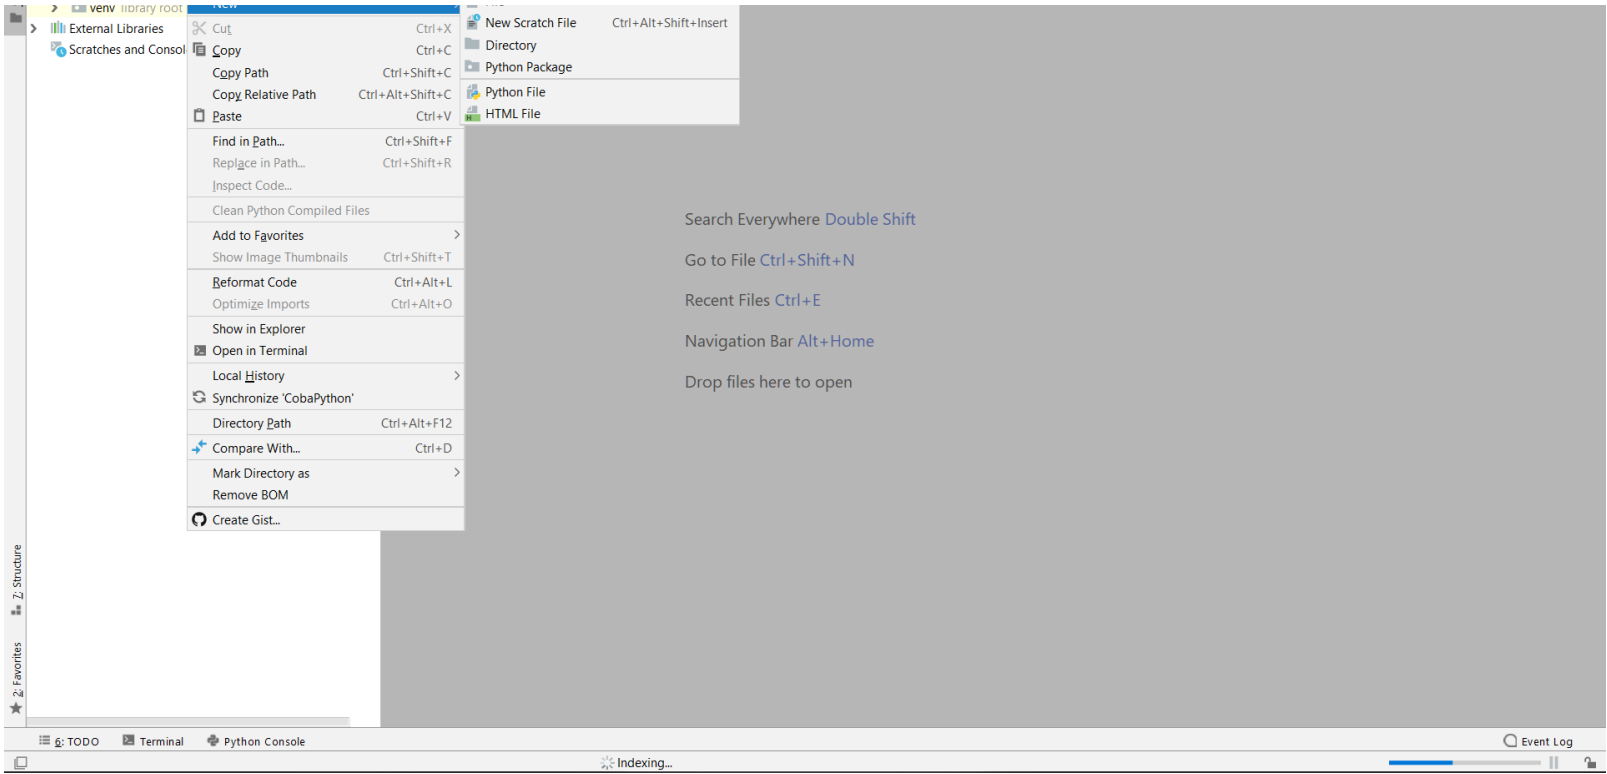 venv library root
External Libraries
Scratches and Consol
New
Cut Ctrl+X
Copy Ctrl+C
Copy Path Ctrl+Shift+C
Copy Relative Path Ctrl+Alt+Shift+C
Paste Ctrl+V
Find in Path... Ctrl+Shift+F
Replace in Path... Ctrl+Shift+R
Inspect Code...
Clean Python Compiled Files
Add to Favorites
Show Image Thumbnails Ctrl+Shift+T
Reformat Code Ctrl+Alt+L
Optimize Imports Ctrl+Alt+O
Show in Explorer
Open in Terminal
Local History
Synchronize 'CobaPython'
Directory Path Ctrl+Alt+F12
Compare With... Ctrl+D
Mark Directory as
Remove BOM
Create Gist...
New Scratch File Ctrl+Alt+Shift+Insert
Directory
Python Package
Python File
HTML File
Search Everywhere Double Shift
Go to File Ctrl+Shift+N
Recent Files Ctrl+E
Navigation Bar Alt+Home
Drop files here to open
7: Structure
2: Favorites
6: TODO Terminal Python Console Event Log
Indexing...